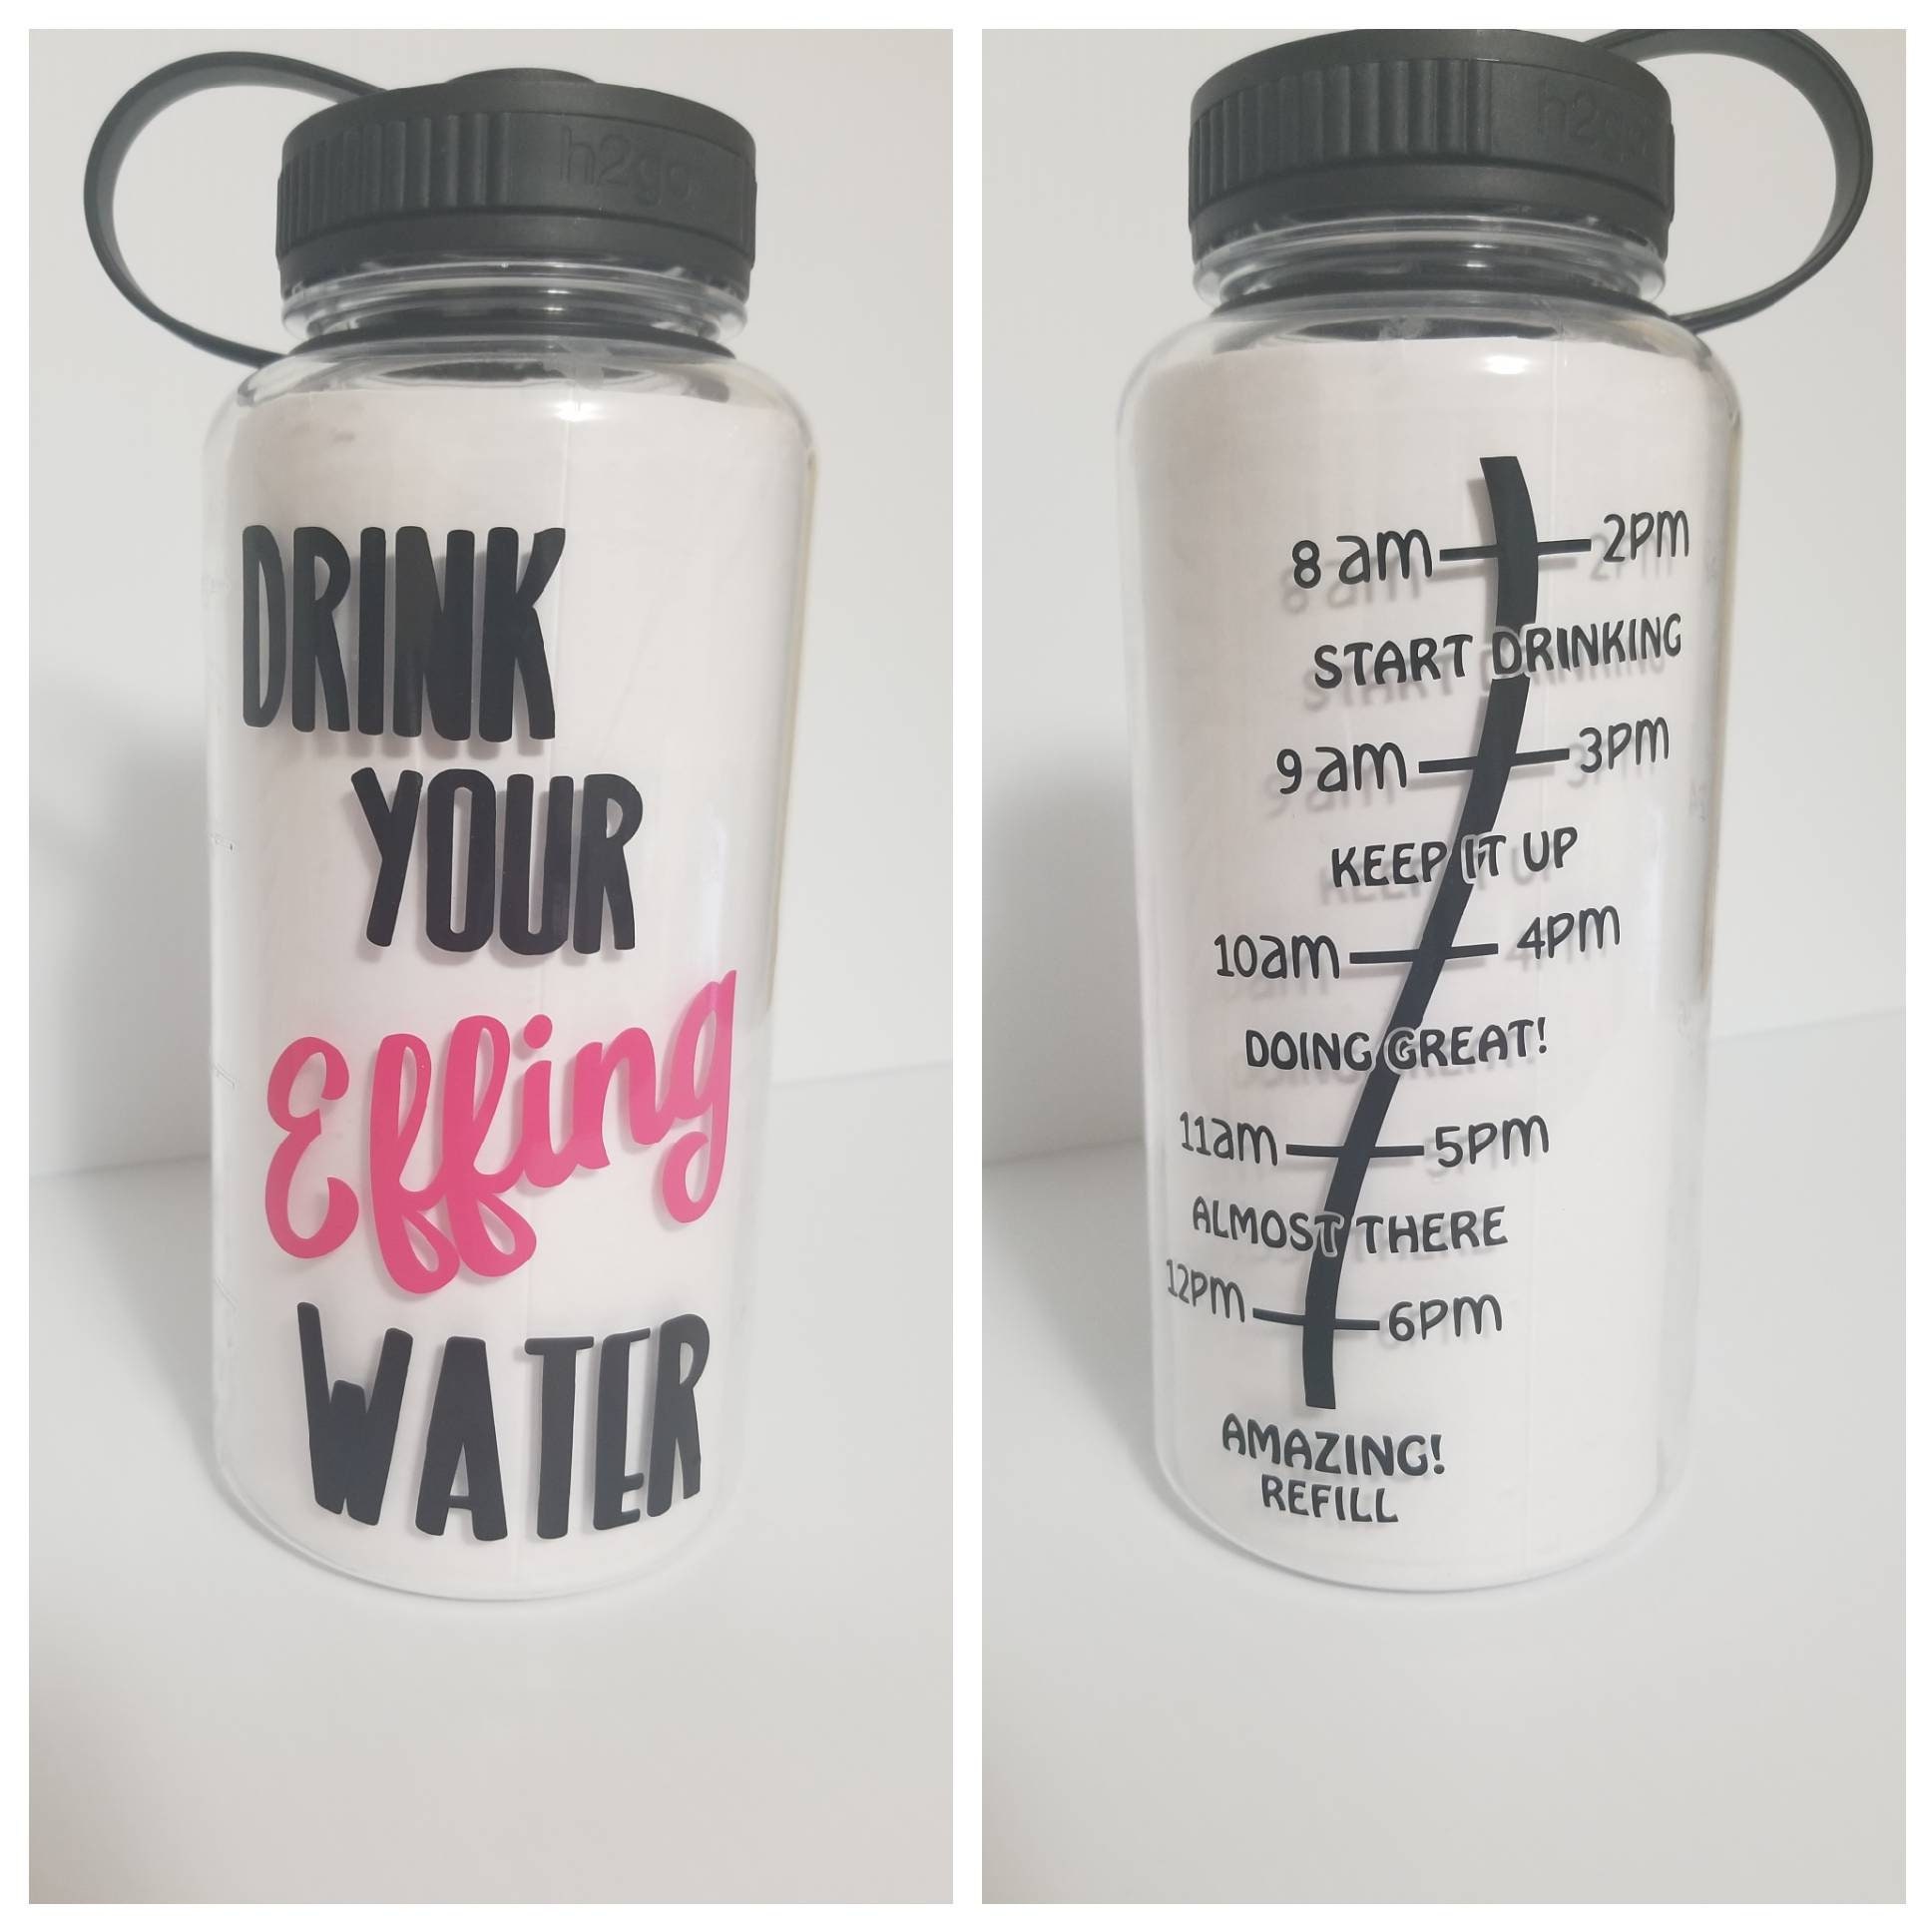 h2go
DRINK
YOUR
Effing
WATER
h2go
8 am 2pm
START DRINKING
9 am 3pm
KEEP IT UP
10am 4pm
DOING GREAT!
11am 5pm
ALMOST THERE
12pm 6pm
AMAZING!
REFILL